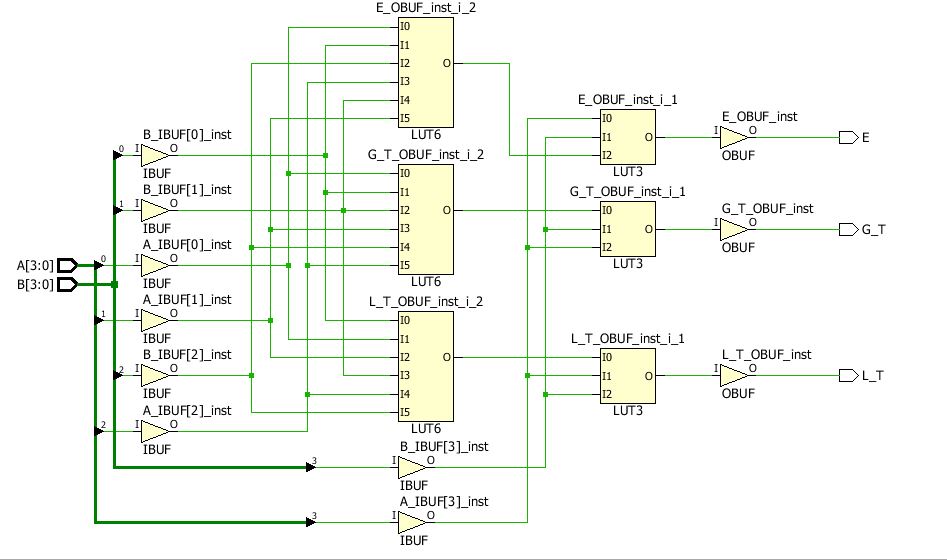 E_OBUF_inst_i_2
I0
I1
I2 O
I3
I4
I5
LUT6
E_OBUF_inst_i_1
I0
I1 O
I2
LUT3
E_OBUF_inst
I O
OBUF
E
B_IBUF[0]_inst
0 I O
IBUF
G_T_OBUF_inst_i_2
I0
I1
I2 O
I3
I4
I5
LUT6
G_T_OBUF_inst_i_1
I0
I1 O
I2
LUT3
G_T_OBUF_inst
I O
OBUF
G_T
B_IBUF[1]_inst
1 I O
IBUF
A_IBUF[0]_inst
A[3:0] 0 I O
B[3:0]
IBUF
A_IBUF[1]_inst
1 I O
IBUF
L_T_OBUF_inst_i_2
I0
I1
I2 O
I3
I4
I5
LUT6
L_T_OBUF_inst_i_1
I0
I1 O
I2
LUT3
L_T_OBUF_inst
I O
OBUF
L_T
B_IBUF[2]_inst
2 I O
IBUF
A_IBUF[2]_inst
2 I O
IBUF
B_IBUF[3]_inst
3 I O
IBUF
A_IBUF[3]_inst
3 I O
IBUF